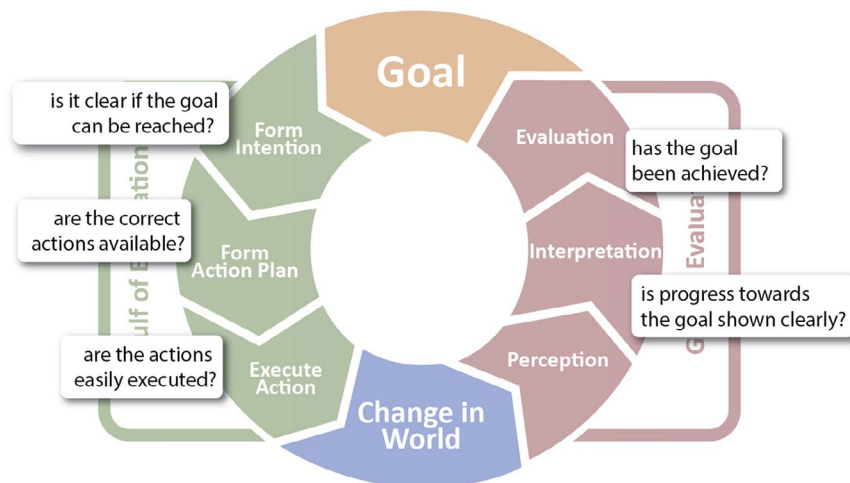 Goal
is it clear if the goal
can be reached?
Form
Intention
Evaluation
has the goal
been achieved?
are the correct
actions available?
Form
Action Plan
Interpretation
is progress towards
the goal shown clearly?
are the actions
easily executed?
Execute
Action
Perception
Change in
World